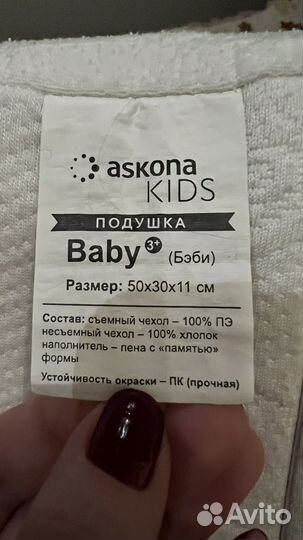 askona
KIDS
ПОДУШКА
Baby 3+ (Бэби)
Размер: 50x30x11 см
Состав: съемный чехол – 100% ПЭ
несъемный чехол – 100% хлопок
наполнитель – пена с «памятью»
формы
Устойчивость окраски – ПК (прочная)
Avito